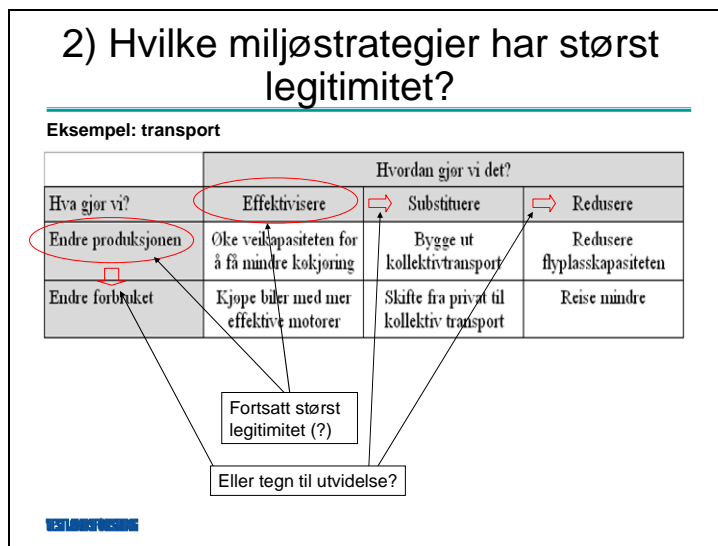 2) Hvilke miljøstrategier har størst
legitimitet?
Eksempel: transport
Hvordan gjør vi det?
Hva gjør vi?
Effektivisere
Substituere
Redusere
Endre produksjonen
Øke veikapasiteten for
å få mindre køkjøring
Bygge ut
kollektivtransport
Redusere
flyplasskapasiteten
Endre forbruket
Kjøpe biler med mer
effektive motorer
Skifte fra privat til
kollektiv transport
Reise mindre
Fortsatt størst
legitimitet (?)
Eller tegn til utvidelse?
VESTLANDSFORSKING